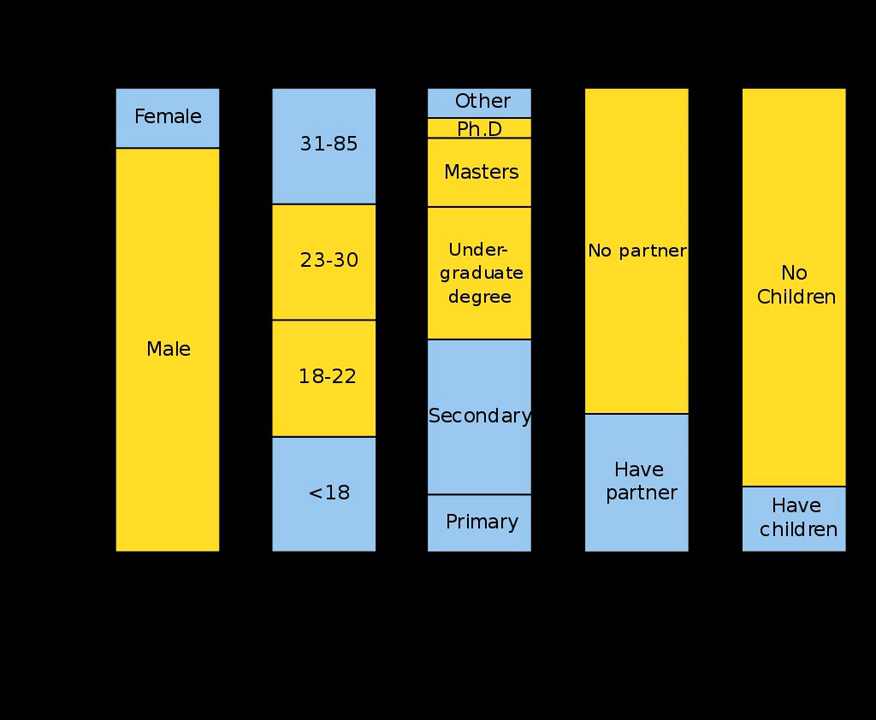 Female
Male
31-85
23-30
18-22
<18
Other
Ph.D
Masters
Under-
graduate
degree
Secondary
Primary
No partner
Have
partner
No
Children
Have
children